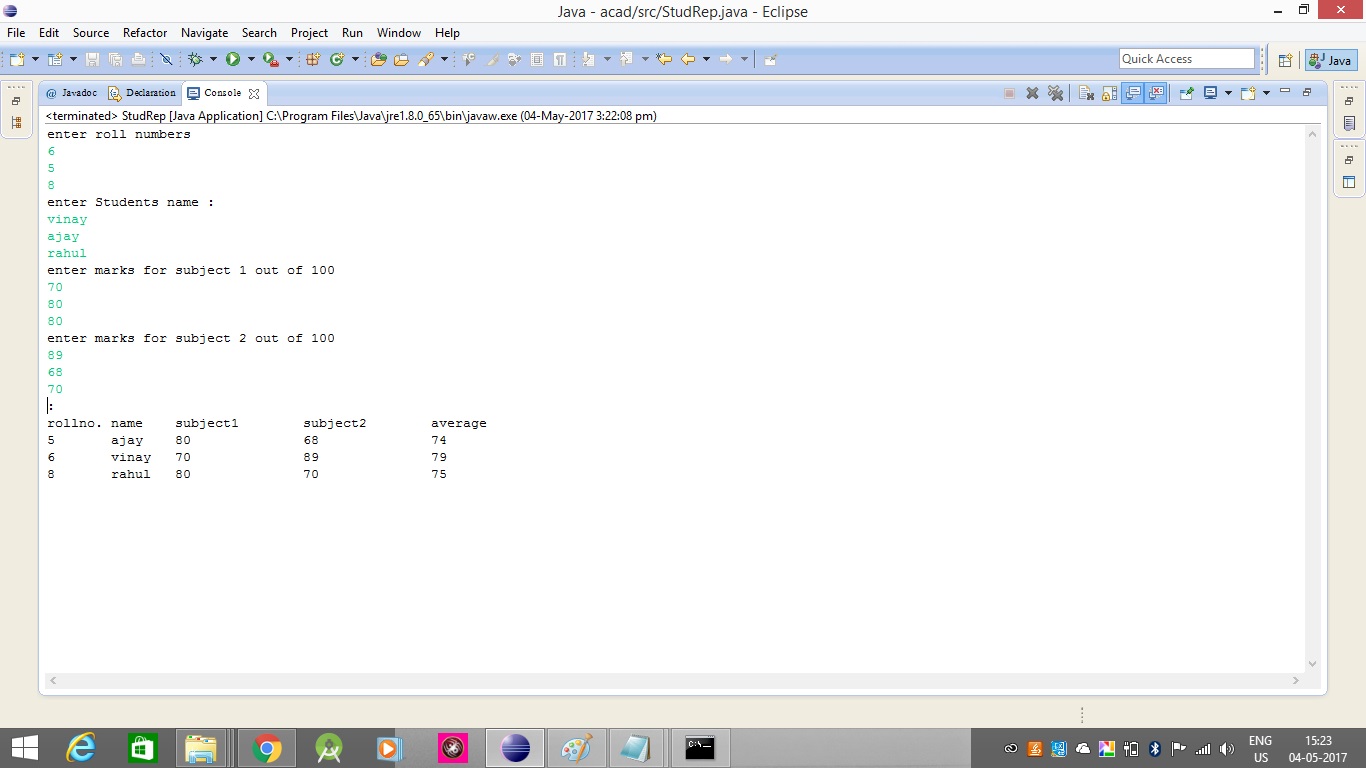 Java - acad/src/StudRep.java - Eclipse
File Edit Source Refactor Navigate Search Project Run Window Help
Quick Access
Java
@ Javadoc Declaration Console
<terminated> StudRep [Java Application] C:\Program Files\Java\jre1.8.0_65\bin\javaw.exe (04-May-2017 3:22:08 pm)
enter roll numbers
6
5
8
enter Students name :
vinay
ajay
rahul
enter marks for subject 1 out of 100
70
80
80
enter marks for subject 2 out of 100
89
68
70
:
rollno. name subject1 subject2 average
5 ajay 80 68 74
6 vinay 70 89 79
8 rahul 80 70 75
C:\
ENG 15:23
US 04-05-2017